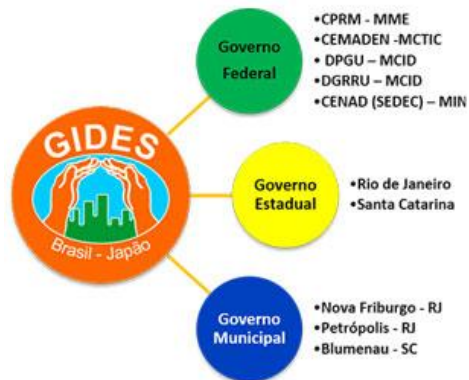 GIDES
Brasil - Japão
Governo
Federal
•CPRM - MME
•CEMADEN -MCTIC
• DPGU – MCID
•DGRRU – MCID
•CENAD (SEDEC) – MIN
Governo
Estadual
•Rio de Janeiro
•Santa Catarina
Governo
Municipal
•Nova Friburgo - RJ
•Petrópolis - RJ
•Blumenau - SC